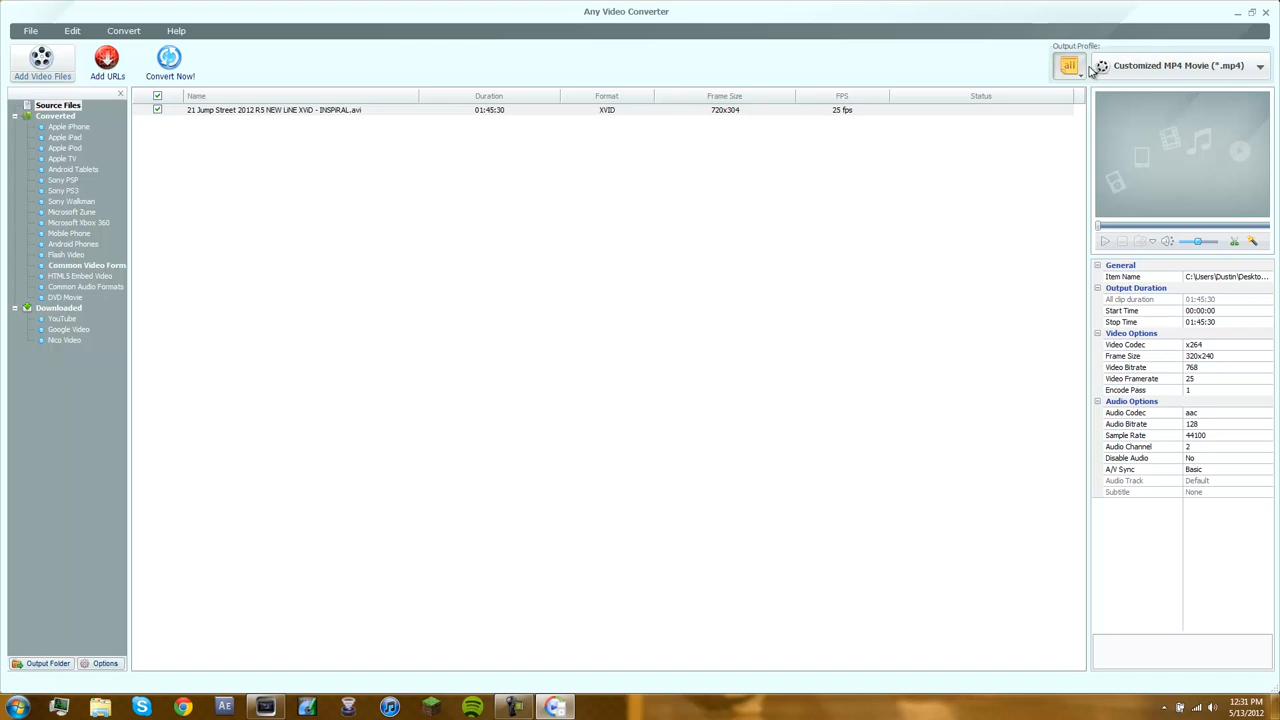 Any Video Converter
File Edit Convert Help
Output Profile:
all Customized MP4 Movie (*.mp4)
Add Video Files Add URLs Convert Now!
Name Duration Format Frame Size FPS Status
21 Jump Street 2012 R5 NEW LiNE XViD - INSPiRAL.avi 01:45:30 XVID 720x304 25 fps
Source Files
Converted
Apple iPhone
Apple iPad
Apple iPod
Apple TV
Android Tablets
Sony PSP
Sony PS3
Sony Walkman
Microsoft Zune
Microsoft Xbox 360
Mobile Phone
Android Phones
Flash Video
Common Video Form
HTML5 Embed Video
Common Audio Formats
DVD Movie
Downloaded
YouTube
Google Video
Nico Video
Output Folder Options
General
Item Name C:\Users\Dustin\Deskto...
Output Duration
All clip duration 01:45:30
Start Time 00:00:00
Stop Time 01:45:30
Video Options
Video Codec x264
Frame Size 320x240
Video Bitrate 768
Video Framerate 25
Encode Pass 1
Audio Options
Audio Codec aac
Audio Bitrate 128
Sample Rate 44100
Audio Channel 2
Disable Audio No
A/V Sync Basic
Audio Track Default
Subtitle None
Ae
12:31 PM
5/13/2012